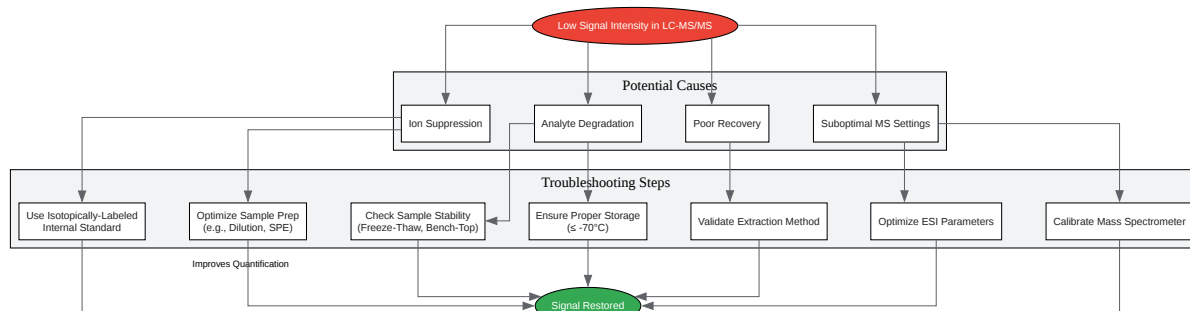 Low Signal Intensity in LC-MS/MS
Potential Causes
Ion Suppression
Analyte Degradation
Poor Recovery
Suboptimal MS Settings
Troubleshooting Steps
Use Isotopically-Labeled
Internal Standard
Optimize Sample Prep
(e.g., Dilution, SPE)
Check Sample Stability
(Freeze-Thaw, Bench-Top)
Ensure Proper Storage
(≤ -70°C)
Validate Extraction Method
Optimize ESI Parameters
Calibrate Mass Spectrometer
Improves Quantification
Signal Restored